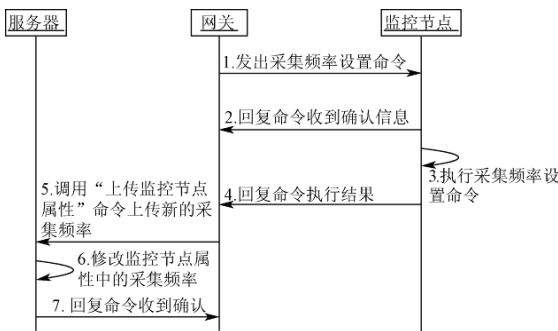 服务器
网关
监控节点
1.发出采集频率设置命令
2.回复命令收到确认信息
3.执行采集频率设
置命令
4.回复命令执行结果
5.调用“上传监控节点
属性”命令上传新的采
集频率
6.修改监控节点属
性中的采集频率
7. 回复命令收到确认